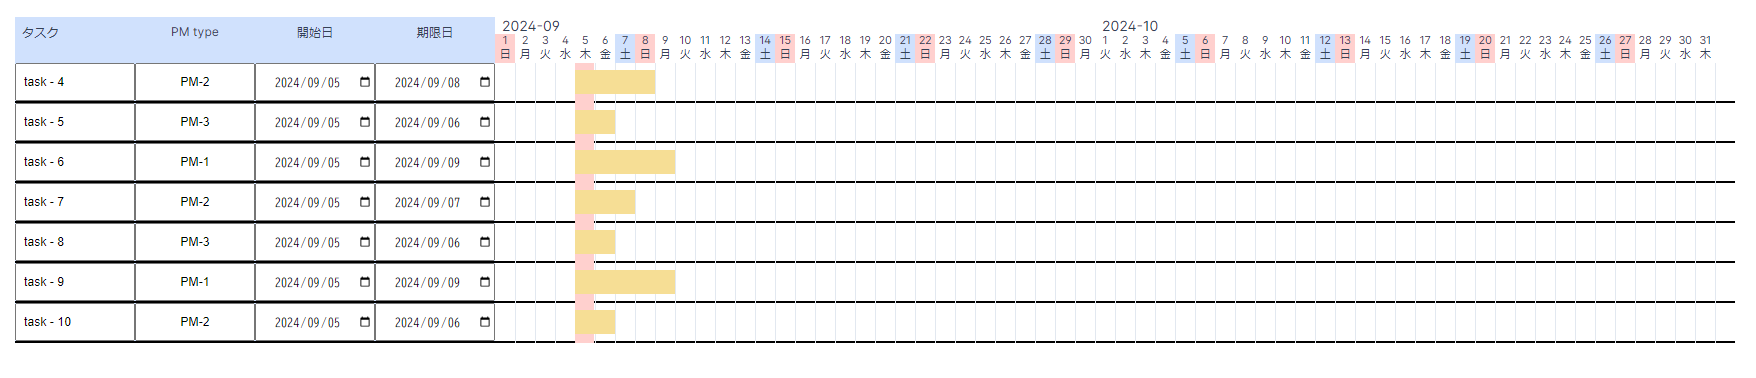 2024-09 2024-10
タスク PM type 開始日 期限日
1 2 3 4 5 6 7 8 9 10 11 12 13 14 15 16 17 18 19 20 21 22 23 24 25 26 27 28 29 30 1 2 3 4 5 6 7 8 9 10 11 12 13 14 15 16 17 18 19 20 21 22 23 24 25 26 27 28 29 30 31
日 月 火 水 木 金 土 日 月 火 水 木 金 土 日 月 火 水 木 金 土 日 月 火 水 木 金 土 日 月 火 水 木 金 土 日 月 火 水 木 金 土 日 月 火 水 木 金 土 日 月 火 水 木 金 土 日 月 火 水 木
task - 4 PM-2 2024/09/05 2024/09/08
task - 5 PM-3 2024/09/05 2024/09/06
task - 6 PM-1 2024/09/05 2024/09/09
task - 7 PM-2 2024/09/05 2024/09/07
task - 8 PM-3 2024/09/05 2024/09/06
task - 9 PM-1 2024/09/05 2024/09/09
task - 10 PM-2 2024/09/05 2024/09/06